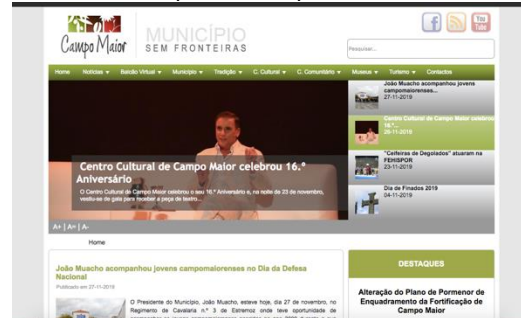 Campo Maior
MUNICÍPIO
SEM FRONTEIRAS
You
Tube
Pesquisar...
Home Notícias Balcão Virtual Município Tradição C. Cultural C. Comunitário Museus Turismo Contactos
João Muacho acompanhou jovens
campomaiorenses...
27-11-2019
Centro Cultural de Campo Maior celebrou
16.º...
"Calfeiras de Degolados" atuaram na
FEHISPOR
23-11-2019
Dia de Finados 2019
04-11-2019
Centro Cultural de Campo Maior celebrou 16.º
Aniversário
O Centro Cultural de Campo Maior celebrou o seu 16.º Aniversário e, na noite de 23 de novembro,
vestiu-se de gala para receber a peça de teatro...
A+ | A= | A-
Home
João Muacho acompanhou jovens campomaiorenses no Dia da Defesa
Nacional
Publicado em 27-11-2019
O Presidente do Município, João Muacho, esteve hoje, dia 27 de novembro, no
Regimento de Cavalaria n.º 3 de Estremoz onde teve oportunidade de
DESTAQUES
Alteração do Plano de Pormenor de
Enquadramento da Fortificação de
Campo Maior